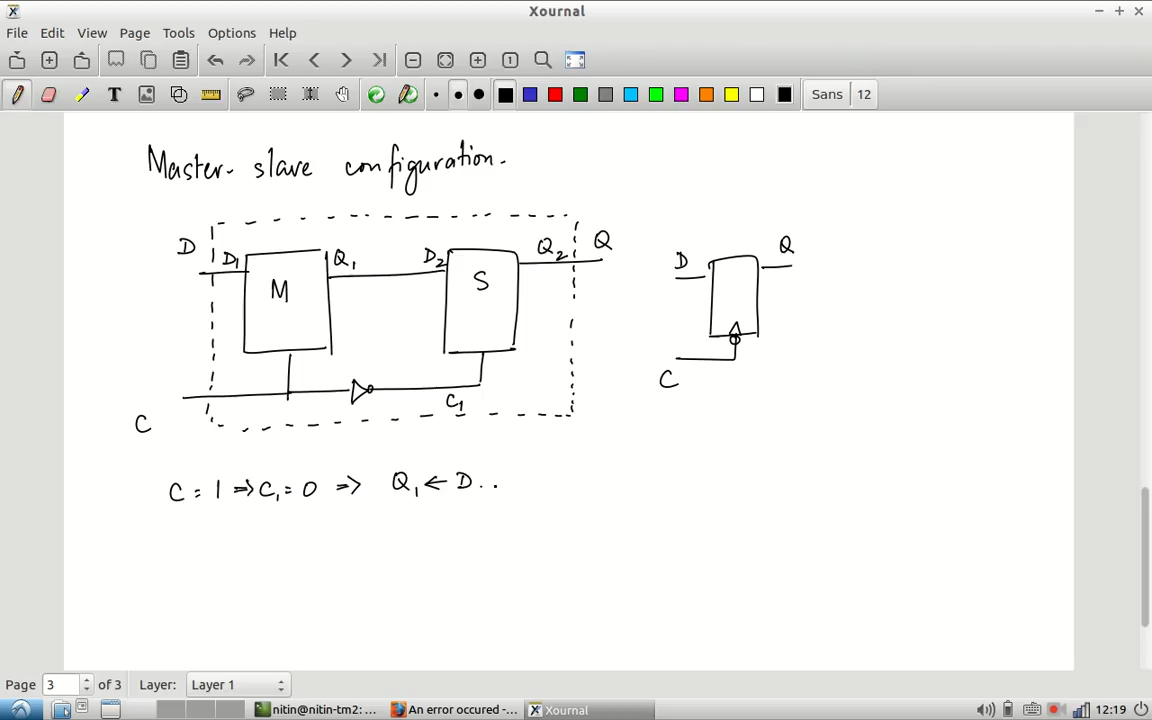 Xournal
File Edit View Page Tools Options Help
Sans 12
Master-slave configuration.
D D₁ M Q₁ D₂ S Q₂ Q
C C₁
D Q
C
C = 1 ⇒ C₁ = 0 ⇒ Q₁ ← D..
Page 3 of 3 Layer: Layer 1
nitin@nitin-tm2: ... An error occured -... Xournal 12:19